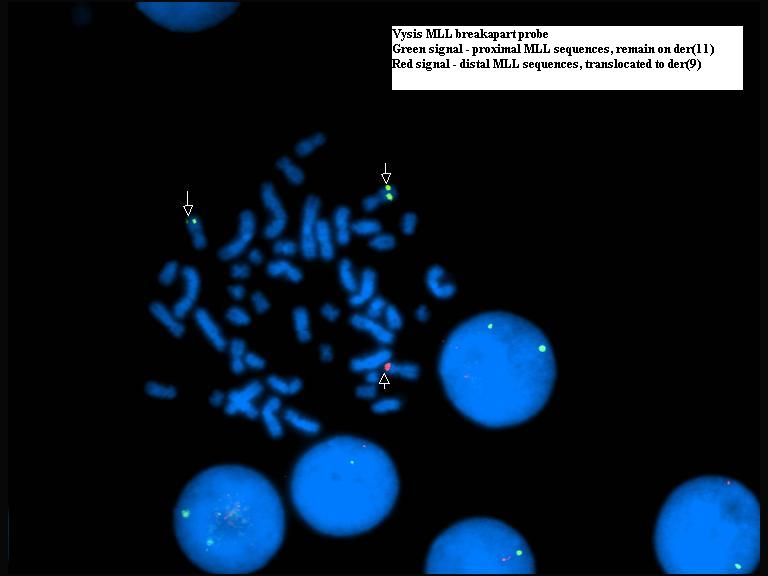 Vysis MLL breakapart probe
Green signal - proximal MLL sequences, remain on der(11)
Red signal - distal MLL sequences, translocated to der(9)